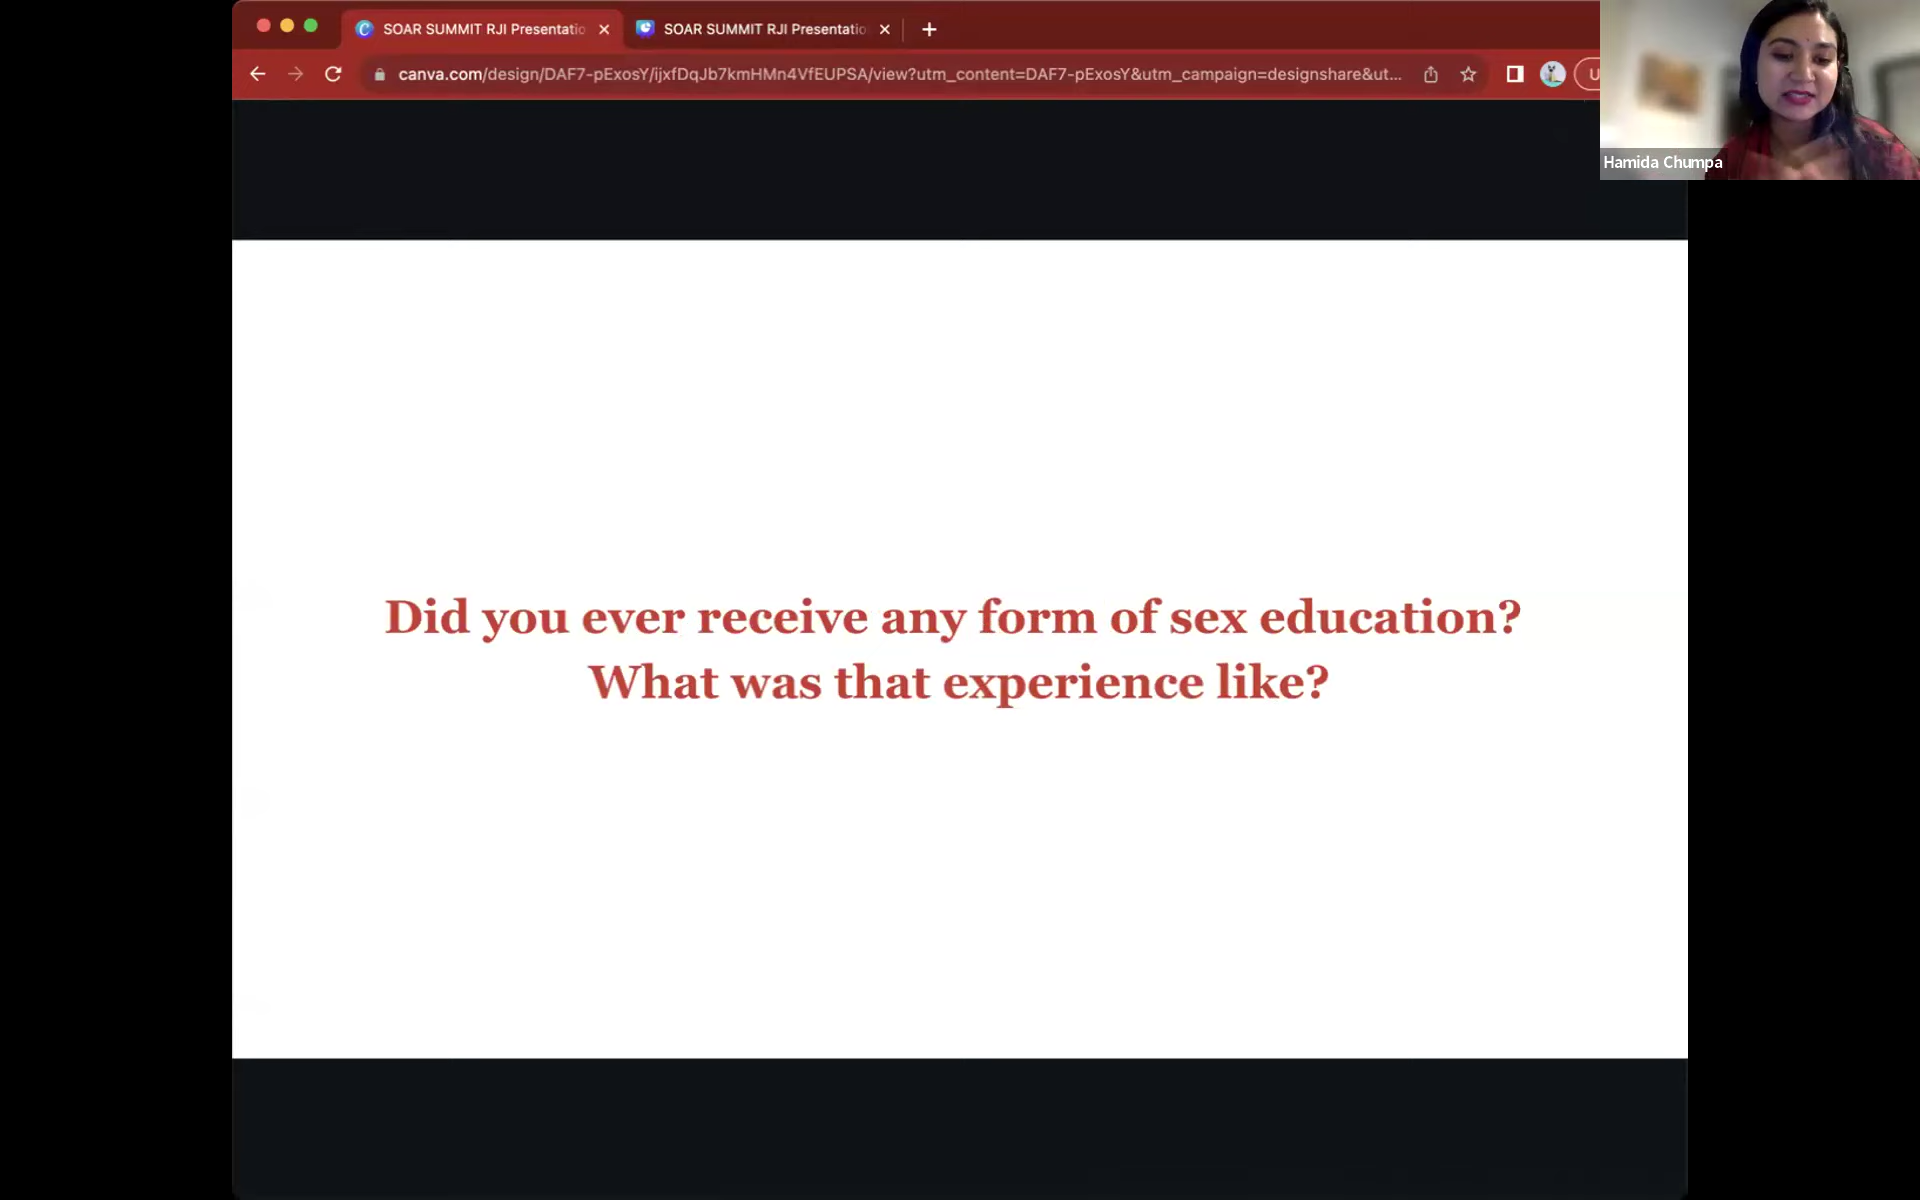 SOAR SUMMIT RJI Presentatio
SOAR SUMMIT RJI Presentatio
canva.com/design/DAF7-pExosY/ijxfDqJb7kmHMn4VfEUPSA/view?utm_content=DAF7-pExosY&utm_campaign=designshare&ut...
U
Hamida Chumpa
Did you ever receive any form of sex education?
What was that experience like?